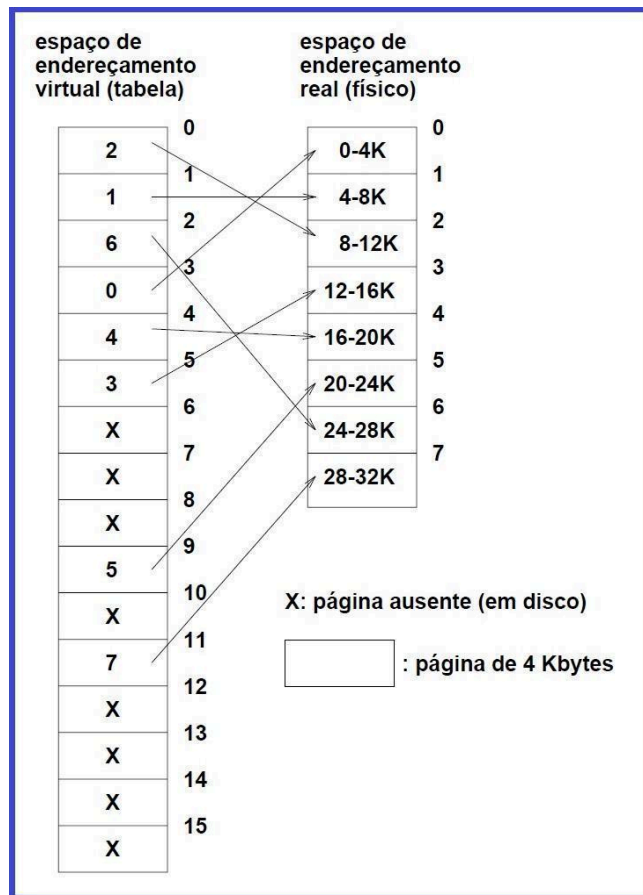 espaço de
endereçamento
virtual (tabela)
espaço de
endereçamento
real (físico)
0
2
1
1
2
6
3
0
4
4
5
3
6
X
7
X
8
X
9
5
10
X
11
7
12
X
13
X
14
X
15
X
0
0-4K
1
4-8K
2
8-12K
3
12-16K
4
16-20K
5
20-24K
6
24-28K
7
28-32K
X: página ausente (em disco)
: página de 4 Kbytes